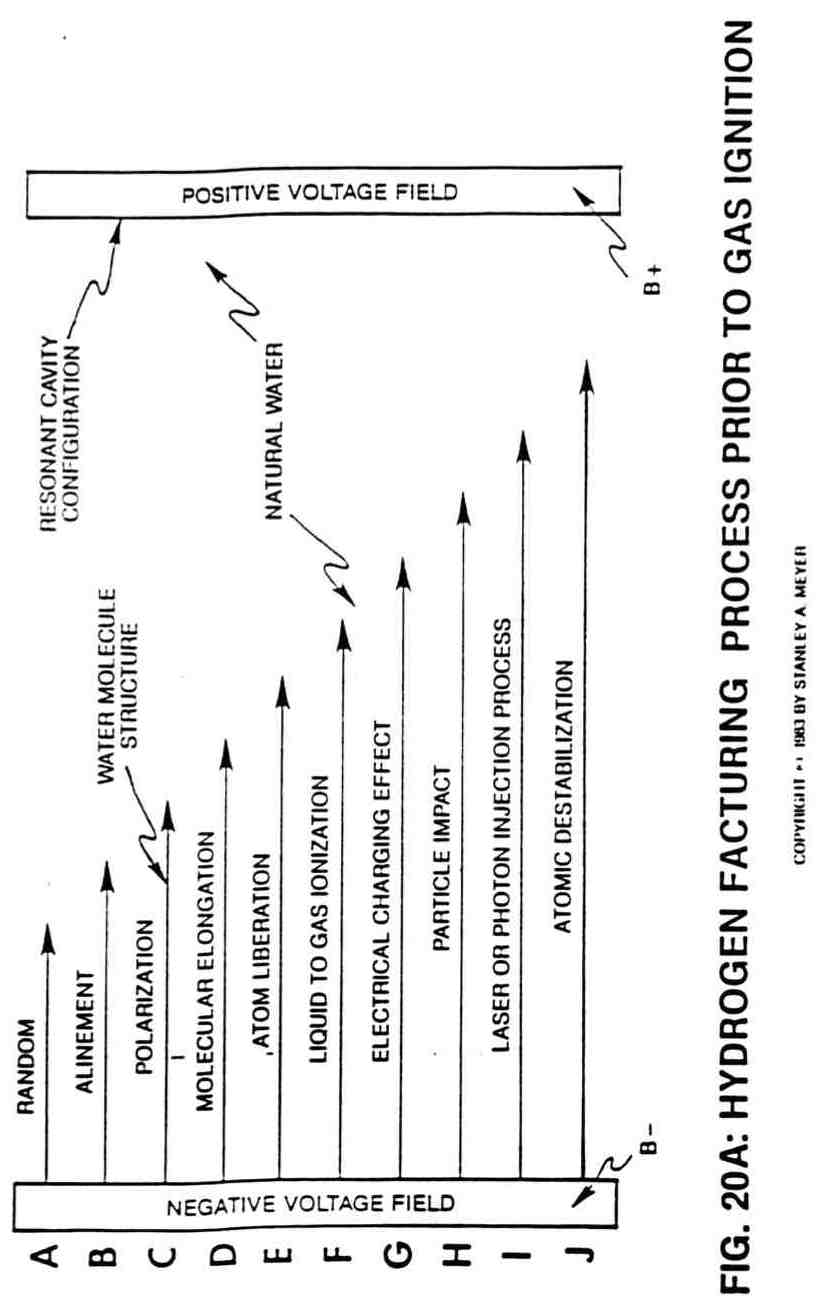 POSITIVE VOLTAGE FIELD
B+
RESONANT CAVITY
CONFIGURATION
NATURAL WATER
WATER MOLECULE
STRUCTURE
A
RANDOM
B
ALINEMENT
C
POLARIZATION
D
MOLECULAR ELONGATION
E
ATOM LIBERATION
F
LIQUID TO GAS IONIZATION
G
ELECTRICAL CHARGING EFFECT
H
PARTICLE IMPACT
I
LASER OR PHOTON INJECTION PROCESS
J
ATOMIC DESTABILIZATION
NEGATIVE VOLTAGE FIELD
B−
FIG. 20A: HYDROGEN FACTURING PROCESS PRIOR TO GAS IGNITION
COPYRIGHT 1983 BY STANLEY A. MEYER